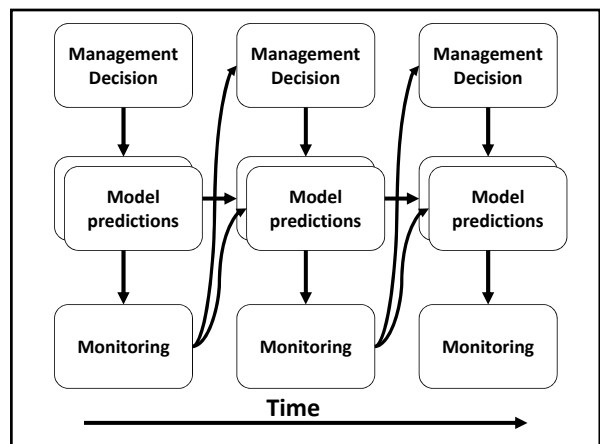 Management
Decision
Management
Decision
Management
Decision
Model
predictions
Model
predictions
Model
predictions
Monitoring
Monitoring
Monitoring
Time